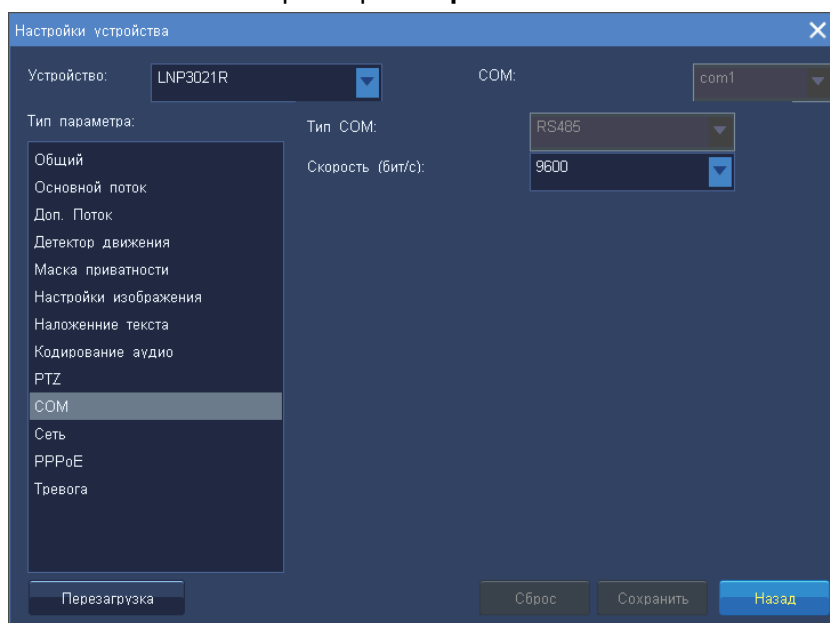 Настройки устройства
Устройство: LNP3021R COM: com1
Тип параметра:
Тип COM: RS485
Скорость (бит/с): 9600
Общий
Основной поток
Доп. Поток
Детектор движения
Маска приватности
Настройки изображения
Наложенние текста
Кодирование аудио
PTZ
COM
Сеть
PPPoE
Тревога
Перезагрузка Сброс Сохранить Назад